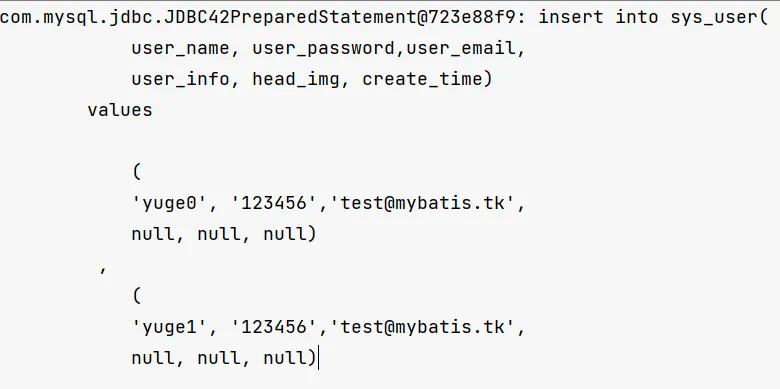 com.mysql.jdbc.JDBC42PreparedStatement@723e88f9: insert into sys_user(
user_name, user_password,user_email,
user_info, head_img, create_time)
values
(
'yuge0', '123456','test@mybatis.tk',
null, null, null)
,
(
'yuge1', '123456','test@mybatis.tk',
null, null, null)